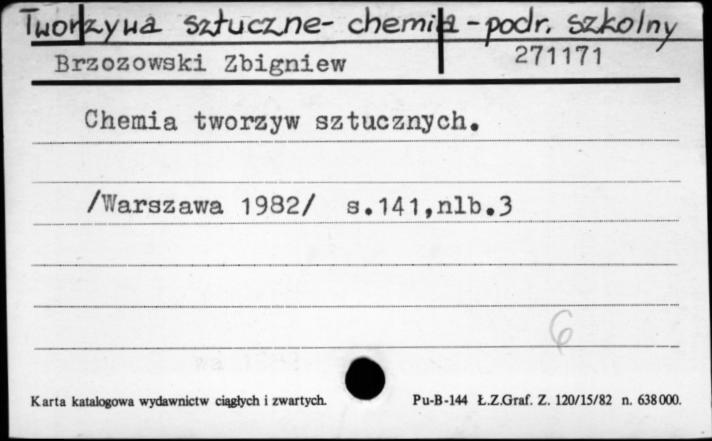 Tworzywa sztuczne - chemia - podr. szkolny
Brzozowski Zbigniew 271171
Chemia tworzyw sztucznych.
/Warszawa 1982/ s.141,nlb.3
6
Karta katalogowa wydawnictw ciągłych i zwartych. Pu-B-144 Ł.Z.Graf. Z. 120/15/82 n. 638000.